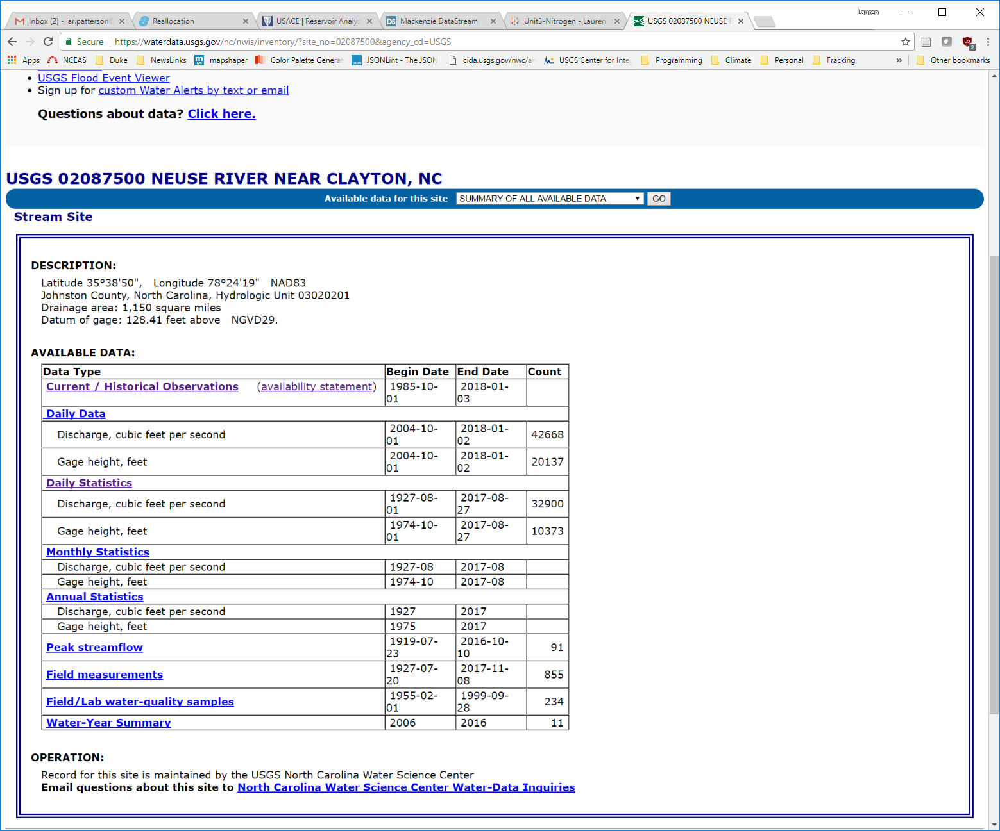 Lauren
Inbox (2) - lar.patterson@
Reallocation
USACE | Reservoir Analys
Mackenzie DataStream
Unit3-Nitrogen - Lauren
USGS 02087500 NEUSE R
Secure
https://waterdata.usgs.gov/nc/nwis/inventory/?site_no=02087500&agency_cd=USGS
2
Apps NCEAS Duke NewsLinks mapshaper Color Palette Generat JSONLint - The JSON cida.usgs.gov/nwc/ar USGS Center for Inte Programming Climate Personal Fracking » Other bookmarks
• USGS Flood Event Viewer
• Sign up for custom Water Alerts by text or email
Questions about data? Click here.
USGS 02087500 NEUSE RIVER NEAR CLAYTON, NC
Available data for this site SUMMARY OF ALL AVAILABLE DATA GO
Stream Site
DESCRIPTION:
Latitude 35°38'50", Longitude 78°24'19" NAD83
Johnston County, North Carolina, Hydrologic Unit 03020201
Drainage area: 1,150 square miles
Datum of gage: 128.41 feet above NGVD29.
AVAILABLE DATA:
Data Type Begin Date End Date Count
Current / Historical Observations (availability statement) 1985-10-01 2018-01-03
Daily Data
Discharge, cubic feet per second 2004-10-01 2018-01-02 42668
Gage height, feet 2004-10-01 2018-01-02 20137
Daily Statistics
Discharge, cubic feet per second 1927-08-01 2017-08-27 32900
Gage height, feet 1974-10-01 2017-08-27 10373
Monthly Statistics
Discharge, cubic feet per second 1927-08 2017-08
Gage height, feet 1974-10 2017-08
Annual Statistics
Discharge, cubic feet per second 1927 2017
Gage height, feet 1975 2017
Peak streamflow 1919-07-23 2016-10-10 91
Field measurements 1927-07-20 2017-11-08 855
Field/Lab water-quality samples 1955-02-01 1999-09-28 234
Water-Year Summary 2006 2016 11
OPERATION:
Record for this site is maintained by the USGS North Carolina Water Science Center
Email questions about this site to North Carolina Water Science Center Water-Data Inquiries